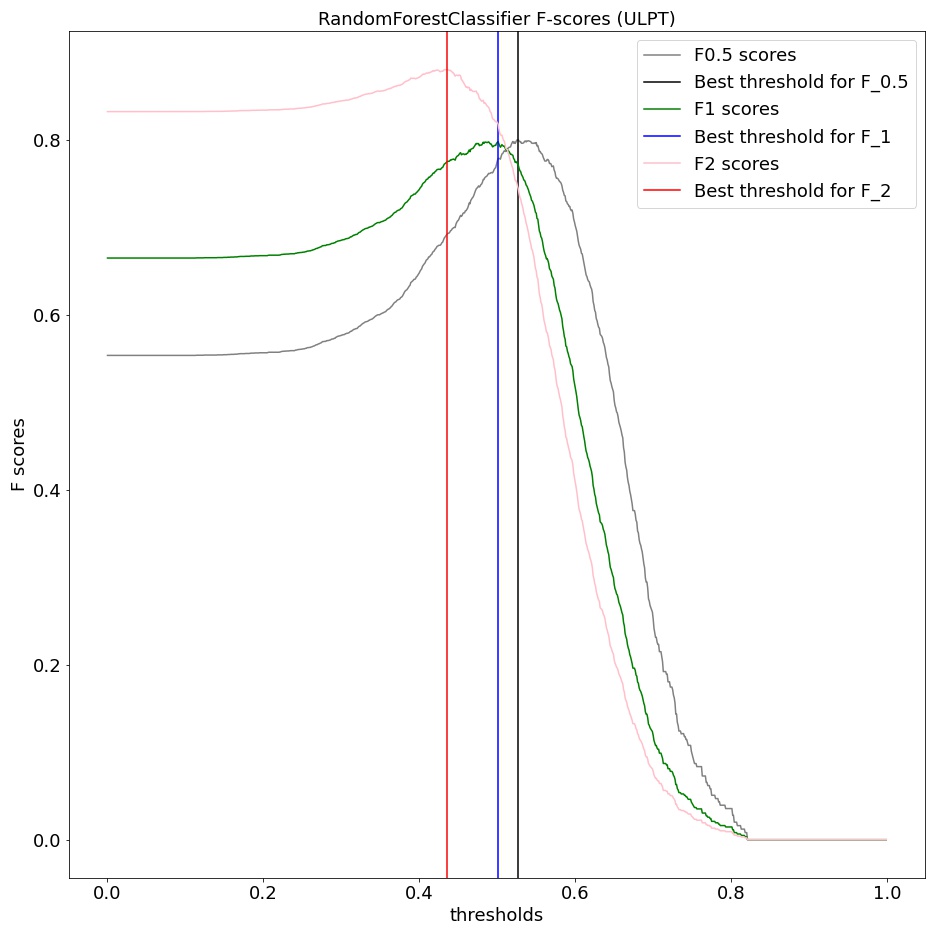 RandomForestClassifier F-scores (ULPT)
F0.5 scores
Best threshold for F_0.5
F1 scores
Best threshold for F_1
F2 scores
Best threshold for F_2
F scores
0.8
0.6
0.4
0.2
0.0
0.0 0.2 0.4 0.6 0.8 1.0
thresholds